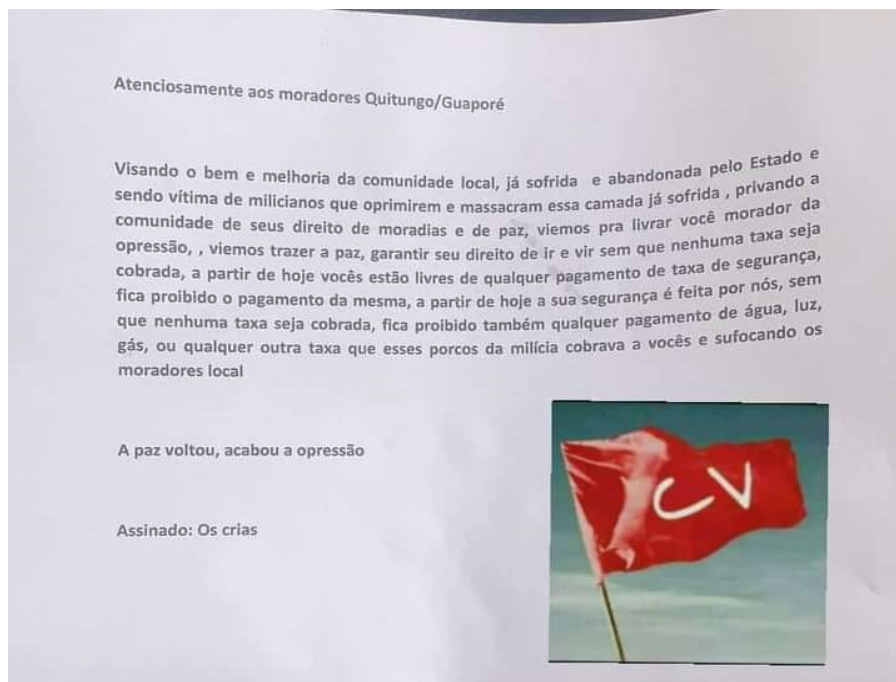 Atenciosamente aos moradores Quitungo/Guaporé
Visando o bem e melhoria da comunidade local, já sofrida e abandonada pelo Estado e
sendo vítima de milicianos que oprimirem e massacram essa camada já sofrida , privando a
comunidade de seus direito de moradias e de paz, viemos pra livrar você morador da
opressão, , viemos trazer a paz, garantir seu direito de ir e vir sem que nenhuma taxa seja
cobrada, a partir de hoje vocês estão livres de qualquer pagamento de taxa de segurança,
fica proibido o pagamento da mesma, a partir de hoje a sua segurança é feita por nós, sem
que nenhuma taxa seja cobrada, fica proibido também qualquer pagamento de água, luz,
gás, ou qualquer outra taxa que esses porcos da milícia cobrava a vocês e sufocando os
moradores local
A paz voltou, acabou a opressão
Assinado: Os crias
CV